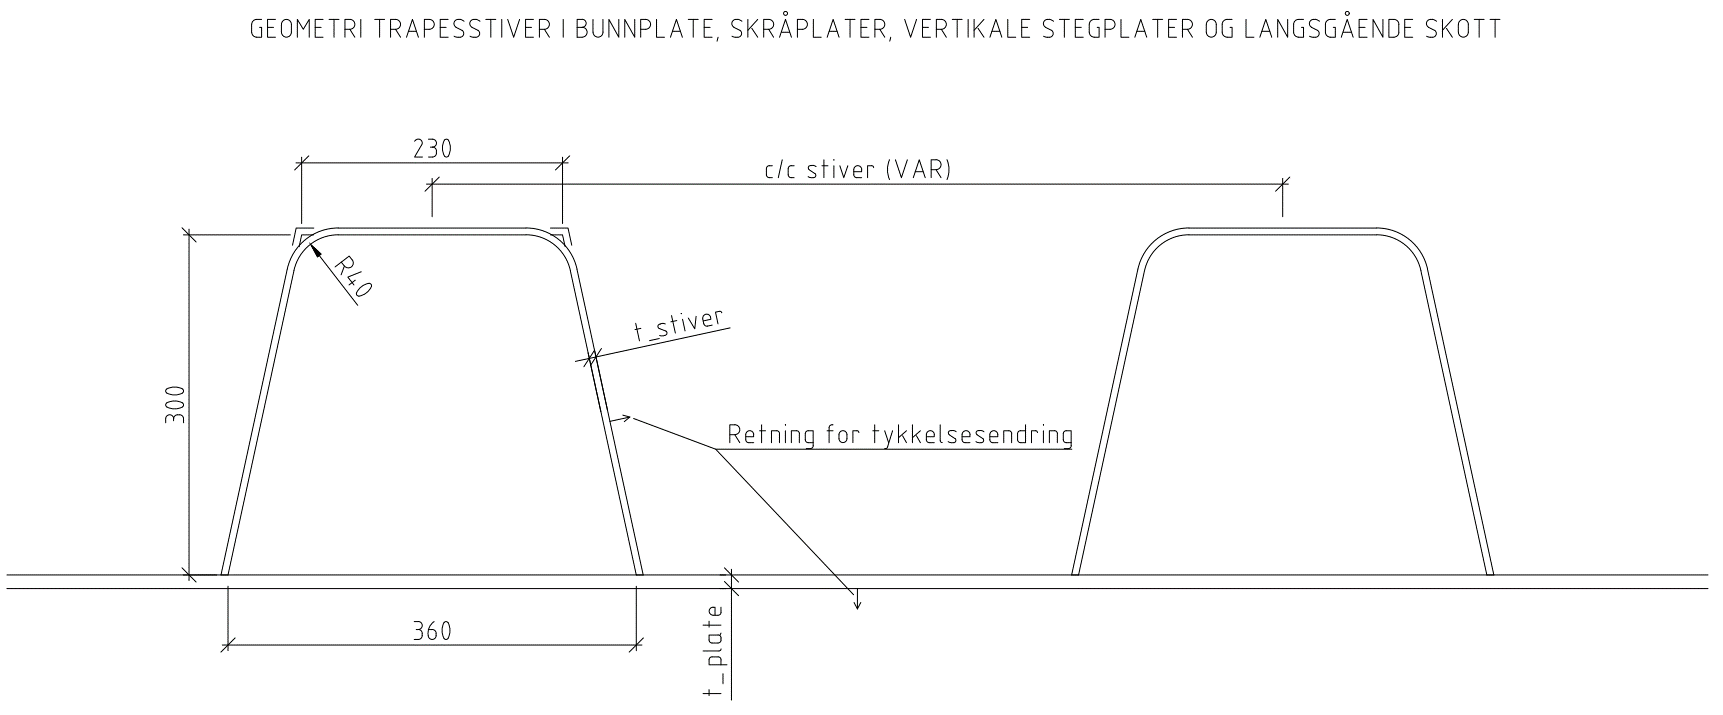 GEOMETRI TRAPESSTIVER I BUNNPLATE, SKRÅPLATER, VERTIKALE STEGPLATER OG LANGSGÅENDE SKOTT
230
c/c stiver (VAR)
R40
t_stiver
300
Retning for tykkelsesendring
360
t_plate